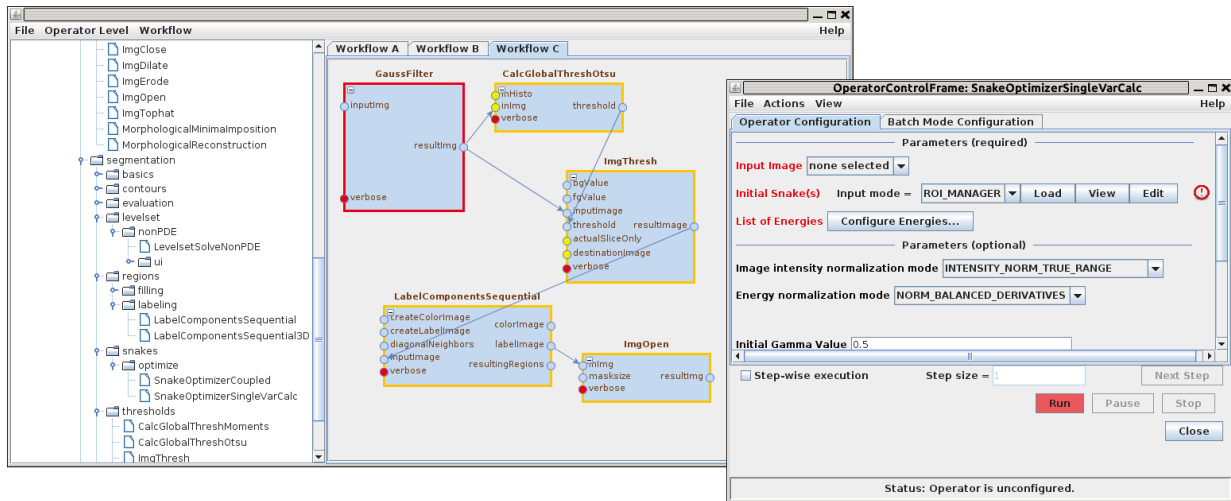 File Operator Level Workflow Help
ImgClose
ImgDilate
ImgErode
ImgOpen
ImgTophat
MorphologicalMinimalImposition
MorphologicalReconstruction
segmentation
basics
contours
evaluation
levelset
nonPDE
LevelsetSolveNonPDE
ui
regions
filling
labeling
LabelComponentsSequential
LabelComponentsSequential3D
snakes
optimize
SnakeOptimizerCoupled
SnakeOptimizerSingleVarCalc
thresholds
CalcGlobalThreshMoments
CalcGlobalThreshOtsu
ImgThresh
Workflow A Workflow B Workflow C
GaussFilter
inputImg
resultImg
verbose
CalcGlobalThreshOtsu
inHisto
inImg threshold
verbose
ImgThresh
bgValue
fgValue
inputImage
threshold resultImage
actualSliceOnly
destinationImage
verbose
LabelComponentsSequential
createColorImage colorImage
createLabelImage
diagonalNeighbors labelImage
inputImage resultingRegions
verbose
ImgOpen
inImg
masksize resultImg
verbose
OperatorControlFrame: SnakeOptimizerSingleVarCalc
File Actions View Help
Operator Configuration Batch Mode Configuration
Parameters (required)
Input Image none selected
Initial Snake(s) Input mode = ROI_MANAGER Load View Edit
List of Energies Configure Energies...
Parameters (optional)
Image intensity normalization mode INTENSITY_NORM_TRUE_RANGE
Energy normalization mode NORM_BALANCED_DERIVATIVES
Initial Gamma Value 0.5
Step-wise execution Step size = 1 Next Step
Run Pause Stop
Close
Status: Operator is unconfigured.